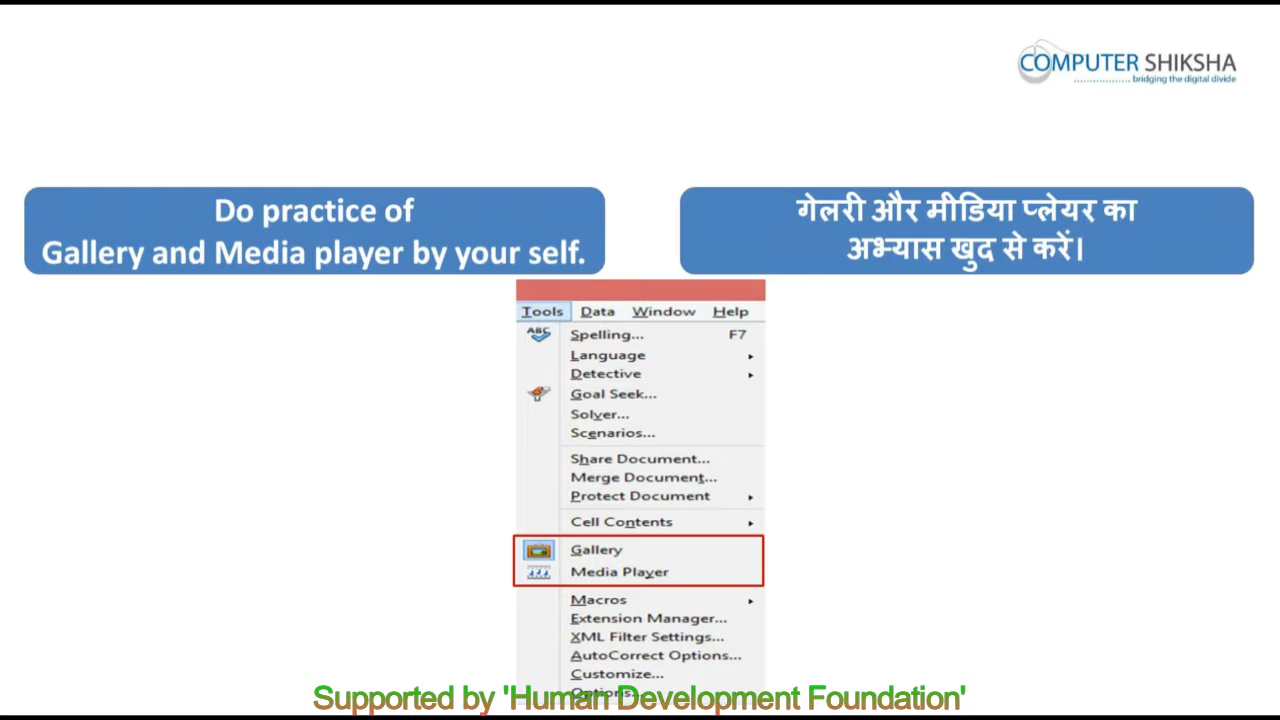 COMPUTER SHIKSHA
bridging the digital divide
Do practice of
Gallery and Media player by your self.
गेलरी और मीडिया प्लेयर का
अभ्यास खुद से करें।
Tools Data Window Help
ABC Spelling... F7
Language
Detective
Goal Seek...
Solver...
Scenarios...
Share Document...
Merge Document...
Protect Document
Cell Contents
Gallery
Media Player
Macros
Extension Manager...
XML Filter Settings...
AutoCorrect Options...
Customize...
Options...
Supported by 'Human Development Foundation'